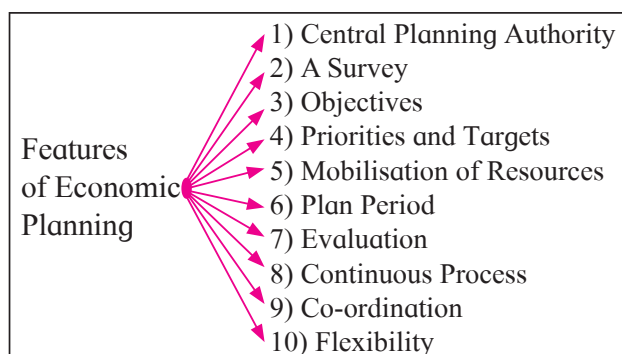 Features
of Economic
Planning
1) Central Planning Authority
2) A Survey
3) Objectives
4) Priorities and Targets
5) Mobilisation of Resources
6) Plan Period
7) Evaluation
8) Continuous Process
9) Co-ordination
10) Flexibility